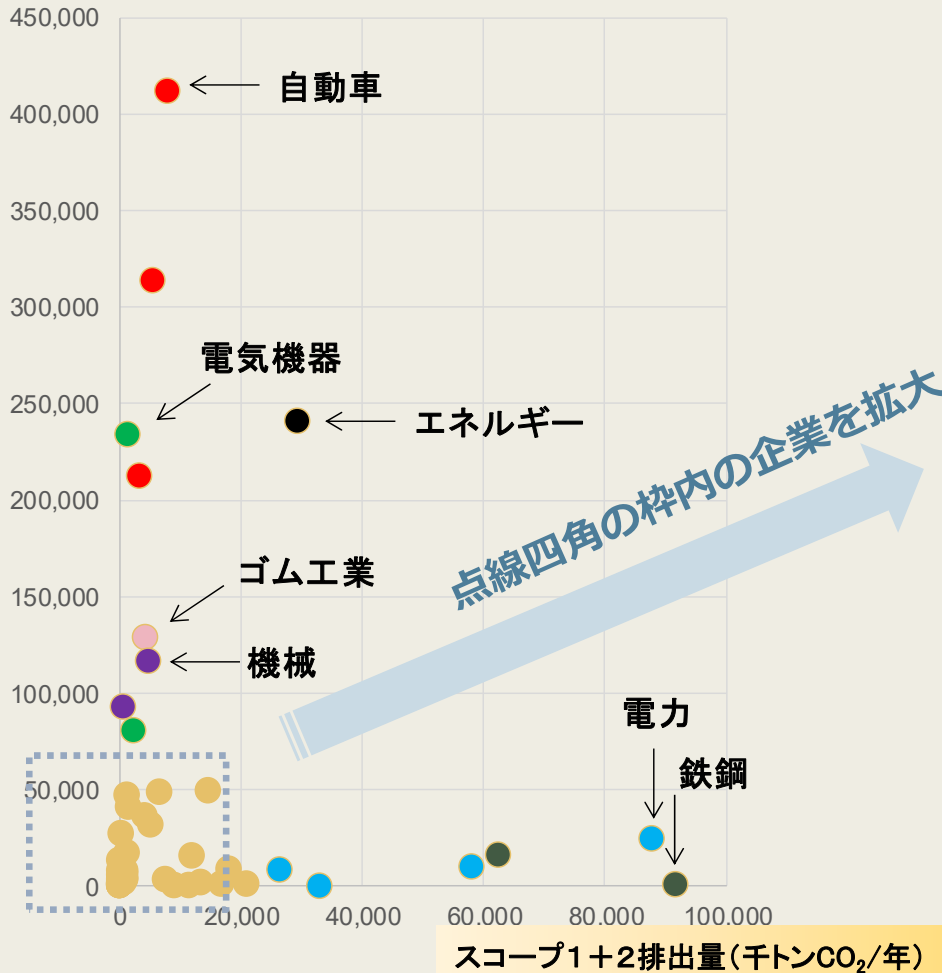 450,000
400,000
自動車
350,000
300,000
電気機器
250,000
エネルギー
200,000
点線四角の枠内の企業を拡大
150,000
ゴム工業
機械
100,000
電力
鉄鋼
50,000
0
0
20,000
40,000
60,000
80,000
100,000
スコープ1+2排出量(千トンCO₂/年)